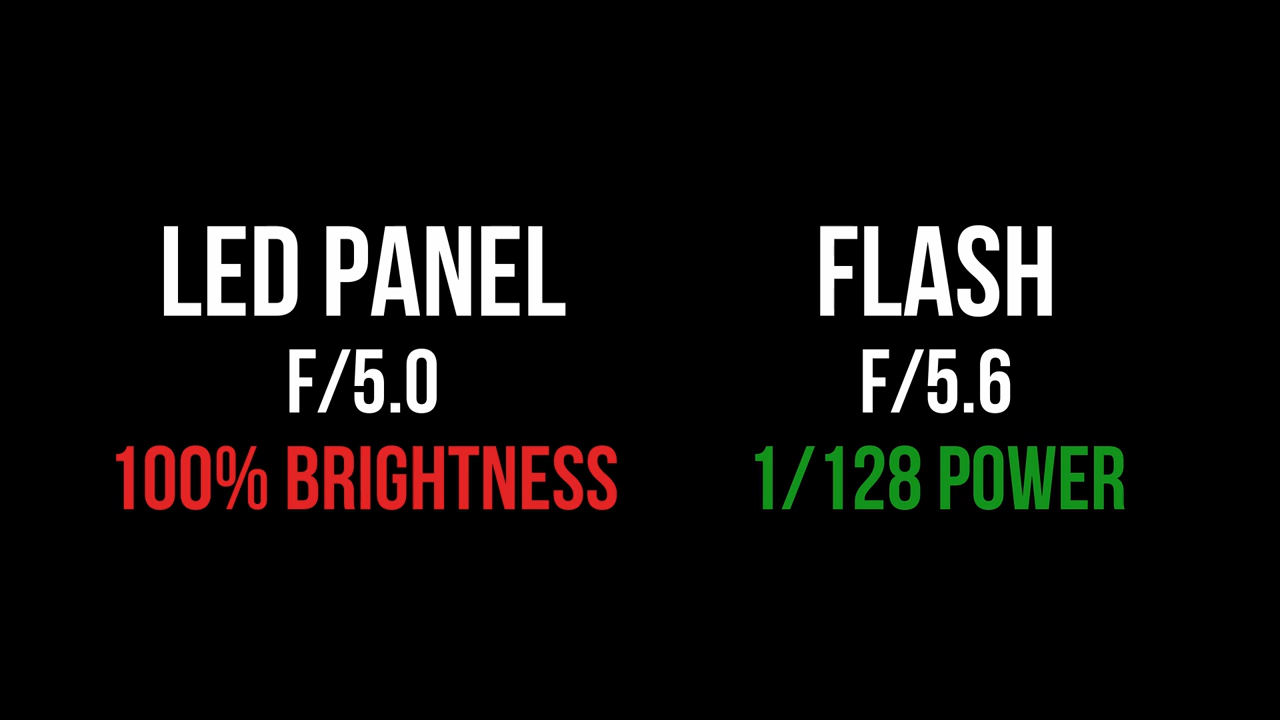 LED PANEL
F/5.0
100% BRIGHTNESS
FLASH
F/5.6
1/128 POWER